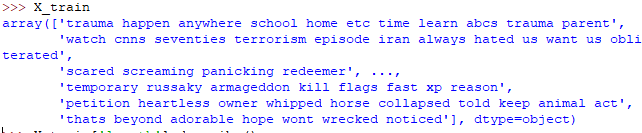 >>> X_train
array(['trauma happen anywhere school home etc time learn abcs trauma parent',
'watch cnns seventies terrorism episode iran always hated us want us obli
terated',
'scared screaming panicking redeemer', ...,
'temporary russaky armageddon kill flags fast xp reason',
'petition heartless owner whipped horse collapsed told keep animal act',
'thats beyond adorable hope wont wrecked noticed'], dtype=object)